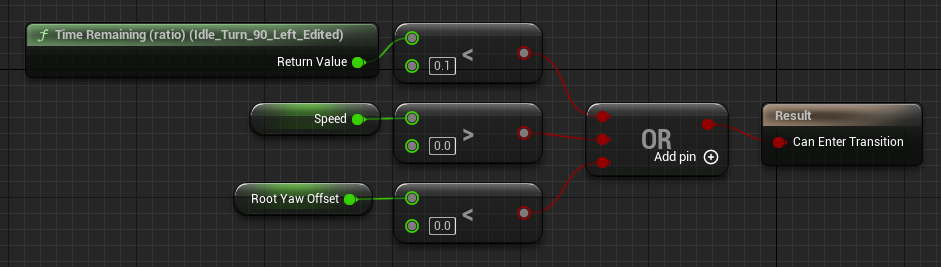 f Time Remaining (ratio) (Idle_Turn_90_Left_Edited)
Return Value
<
0.1
Speed
>
0.0
OR
Add pin
Result
Can Enter Transition
Root Yaw Offset
<
0.0